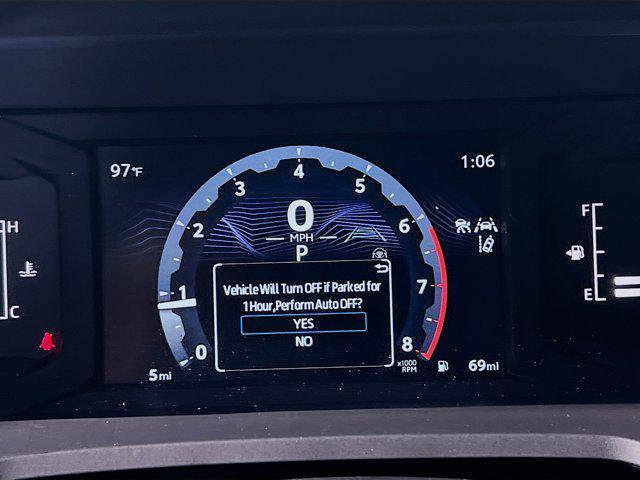 97°F
1:06
0
MPH
P
0
1
2
3
4
5
6
7
8
x1000
RPM
Vehicle Will Turn OFF if Parked for
1 Hour,Perform Auto OFF?
YES
NO
H
C
F
E
5mi
69mi